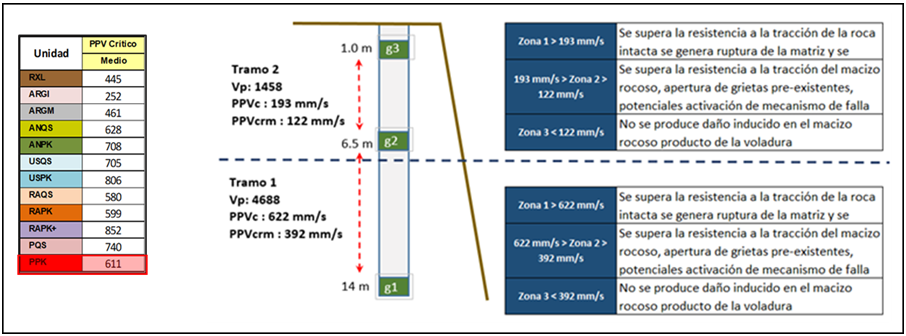 Unidad
PPV Critico
Medio
RXL 445
ARGI 252
ARGM 461
ANQS 628
ANPK 708
USQS 705
USPK 806
RAQS 580
RAPK 599
RAPK+ 852
PQS 740
PPK 611
1.0 m
g3
Tramo 2
Vp: 1458
PPVc : 193 mm/s
PPVcrm : 122 mm/s
6.5 m
g2
Tramo 1
Vp: 4688
PPVc : 622 mm/s
PPVcrm : 392 mm/s
14 m
g1
Zona 1 > 193 mm/s
Se supera la resistencia a la tracción de la roca
intacta se genera ruptura de la matriz y se
193 mm/s > Zona 2 >
122 mm/s
Se supera la resistencia a la tracción del macizo
rocoso, apertura de grietas pre-existentes,
potenciales activación de mecanismo de falla
Zona 3 < 122 mm/s
No se produce daño inducido en el macizo
rocoso producto de la voladura
Zona 1 > 622 mm/s
Se supera la resistencia a la tracción de la roca
intacta se genera ruptura de la matriz y se
622 mm/s > Zona 2 >
392 mm/s
Se supera la resistencia a la tracción del macizo
rocoso, apertura de grietas pre-existentes,
potenciales activación de mecanismo de falla
Zona 3 < 392 mm/s
No se produce daño inducido en el macizo
rocoso producto de la voladura